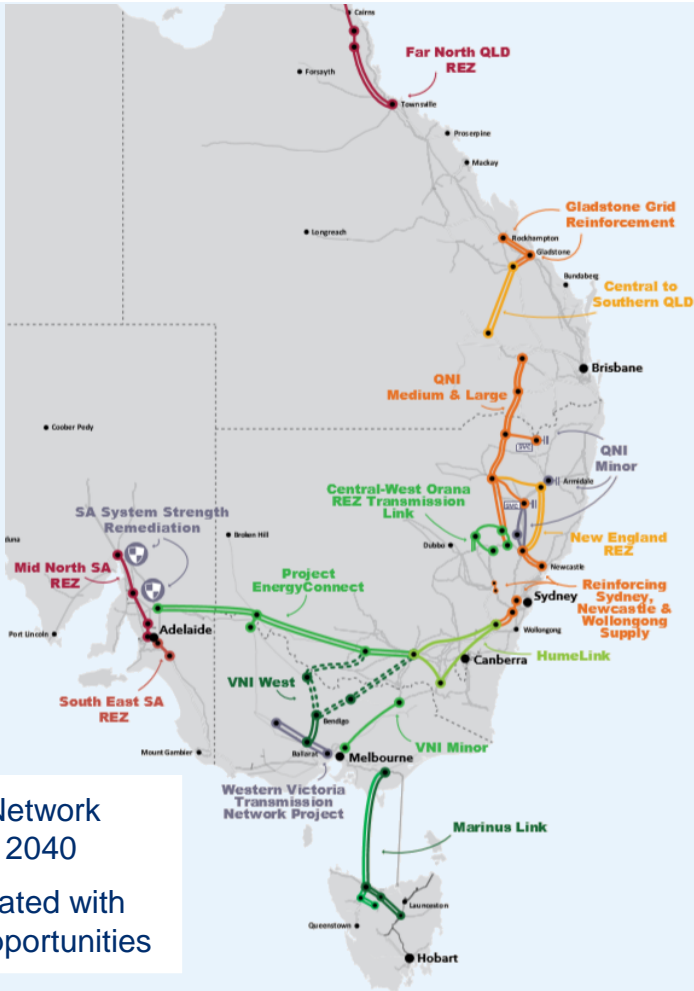 Cairns
Far North QLD
REZ
Forsyth
Townsville
Proserpine
Mackay
Gladstone Grid
Reinforcement
Longreach
Rockhampton
Gladstone
Bundaberg
Central to
Southern QLD
Brisbane
QNI
Medium & Large
Coober Pedy
SVC
QNI
Minor
Armidale
Central-West Orana
REZ Transmission
Link
SVC
SA System Strength
Remediation
Broken Hill
Dubbo
New England
REZ
duna
Mid North SA
REZ
Project
EnergyConnect
Newcastle
Reinforcing
Sydney,
Newcastle &
Wollongong
Supply
Sydney
Port Lincoln
Adelaide
Wollongong
Canberra
HumeLink
VNI West
South East SA
REZ
Bendigo
VNI Minor
Mount Gambier
Ballarat
Melbourne
Western Victoria
Transmission
Network Project
Network
2040
Marinus Link
ated with
pportunities
Launceston
Queenstown
Hobart